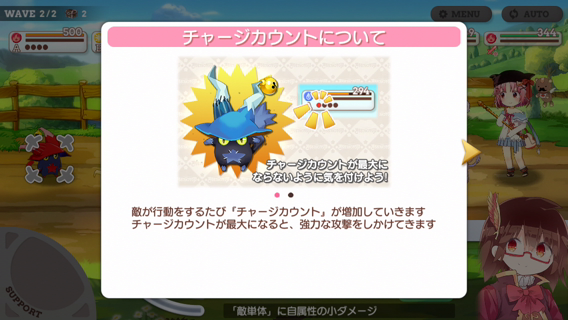 WAVE 2/2
2
MENU
AUTO
500
344
チャージカウントについて
294
チャージカウントが最大に
ならないように気を付けよう!
敵が行動をするたび「チャージカウント」が増加していきます
チャージカウントが最大になると、強力な攻撃をしかけてきます
SUPPORT
「敵単体」に自属性の小ダメージ